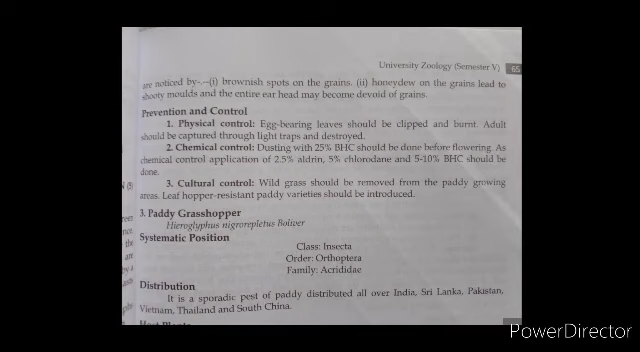 University Zoology (Semester V) 65
are noticed by-—(i) brownish spots on the grains. (ii) honeydew on the grains lead to
shooty moulds and the entire ear head may become devoid of grains.
Prevention and Control
1. Physical control: Egg-bearing leaves should be clipped and burnt. Adult
should be captured through light traps and destroyed.
2. Chemical control: Dusting with 25% BHC should be done before flowering. As
chemical control application of 2.5% aldrin, 5% chlorodane and 5-10% BHC should be
done.
3. Cultural control: Wild grass should be removed from the paddy growing
areas. Leaf hopper-resistant paddy varieties should be introduced.
3. Paddy Grasshopper
Hieroglyphus nigrorepletus Boliver
Systematic Position
Class: Insecta
Order: Orthoptera
Family: Acrididae
Distribution
It is a sporadic pest of paddy distributed all over India, Sri Lanka, Pakistan,
Vietnam, Thailand and South China.
PowerDirector